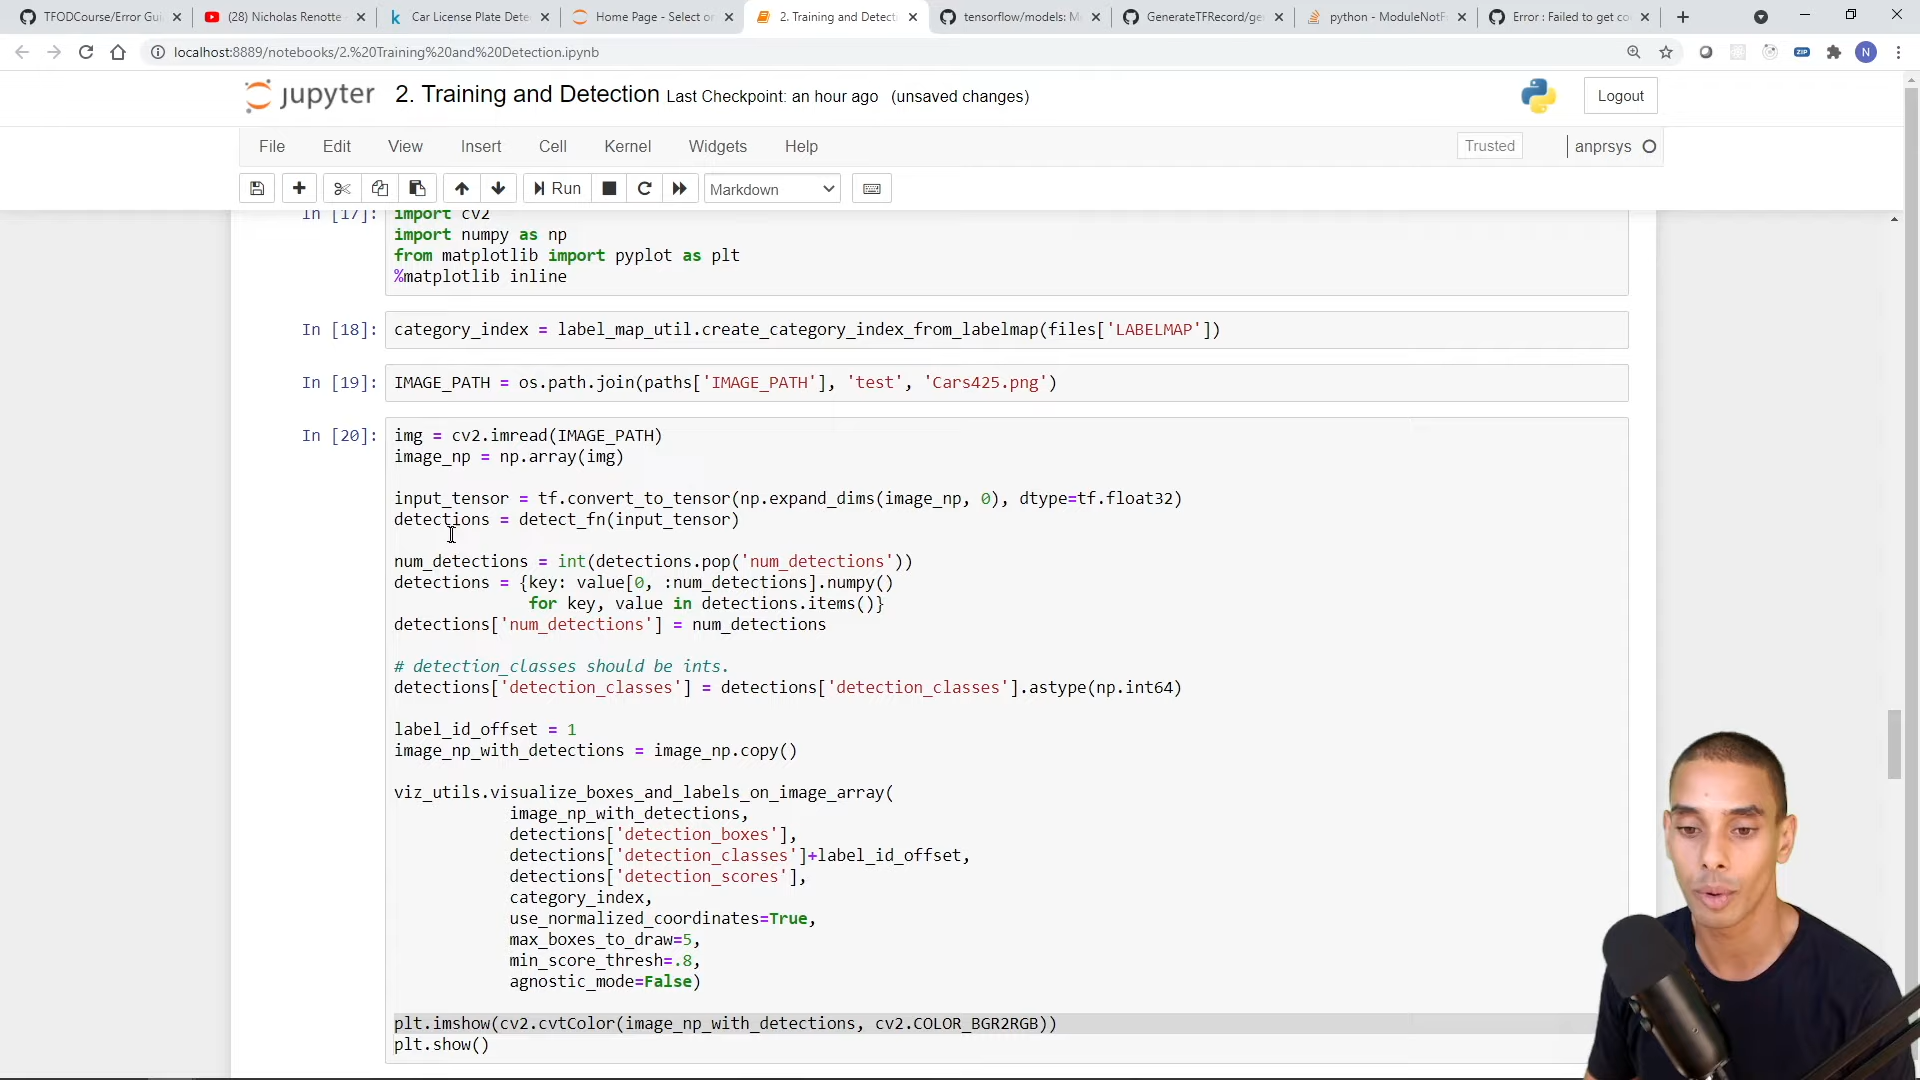 TFODCourse/Error Gui
(28) Nicholas Renotte -
Car License Plate Dete
Home Page - Select or
2. Training and Detecti
tensorflow/models: M
GenerateTFRecord/ge
python - ModuleNotF
Error : Failed to get co
localhost:8889/notebooks/2.%20Training%20and%20Detection.ipynb
ZIP
N
jupyter 2. Training and Detection Last Checkpoint: an hour ago (unsaved changes)
Logout
File Edit View Insert Cell Kernel Widgets Help
Trusted
anprsys
Run
Markdown
In [17]: import cv2
import numpy as np
from matplotlib import pyplot as plt
%matplotlib inline
In [18]: category_index = label_map_util.create_category_index_from_labelmap(files['LABELMAP'])
In [19]: IMAGE_PATH = os.path.join(paths['IMAGE_PATH'], 'test', 'Cars425.png')
In [20]: img = cv2.imread(IMAGE_PATH)
image_np = np.array(img)
input_tensor = tf.convert_to_tensor(np.expand_dims(image_np, 0), dtype=tf.float32)
detections = detect_fn(input_tensor)
num_detections = int(detections.pop('num_detections'))
detections = {key: value[0, :num_detections].numpy()
for key, value in detections.items()}
detections['num_detections'] = num_detections
# detection_classes should be ints.
detections['detection_classes'] = detections['detection_classes'].astype(np.int64)
label_id_offset = 1
image_np_with_detections = image_np.copy()
viz_utils.visualize_boxes_and_labels_on_image_array(
image_np_with_detections,
detections['detection_boxes'],
detections['detection_classes']+label_id_offset,
detections['detection_scores'],
category_index,
use_normalized_coordinates=True,
max_boxes_to_draw=5,
min_score_thresh=.8,
agnostic_mode=False)
plt.imshow(cv2.cvtColor(image_np_with_detections, cv2.COLOR_BGR2RGB))
plt.show()